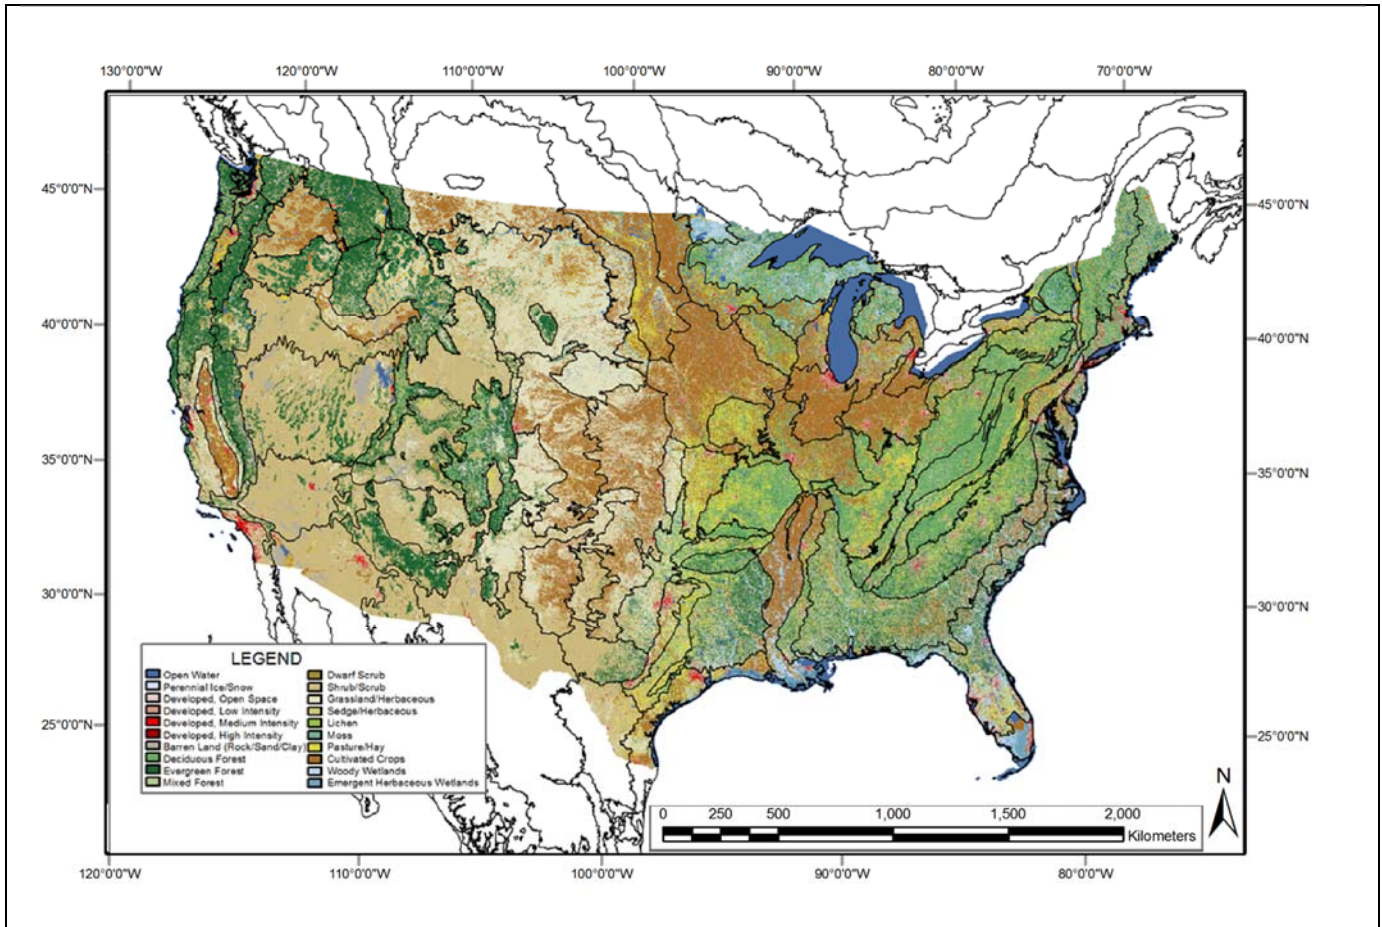 130°0'0"W 120°0'0"W 110°0'0"W 100°0'0"W 90°0'0"W 80°0'0"W 70°0'0"W
45°0'0"N 45°0'0"N
40°0'0"N 40°0'0"N
35°0'0"N 35°0'0"N
30°0'0"N 30°0'0"N
25°0'0"N 25°0'0"N
LEGEND
Open Water
Perennial Ice/Snow
Developed, Open Space
Developed, Low Intensity
Developed, Medium Intensity
Developed, High Intensity
Barren Land (Rock/Sand/Clay)
Deciduous Forest
Evergreen Forest
Mixed Forest
Dwarf Scrub
Shrub/Scrub
Grassland/Herbaceous
Sedge/Herbaceous
Lichen
Moss
Pasture/Hay
Cultivated Crops
Woody Wetlands
Emergent Herbaceous Wetlands
N
0 250 500 1,000 1,500 2,000
Kilometers
120°0'0"W 110°0'0"W 100°0'0"W 90°0'0"W 80°0'0"W